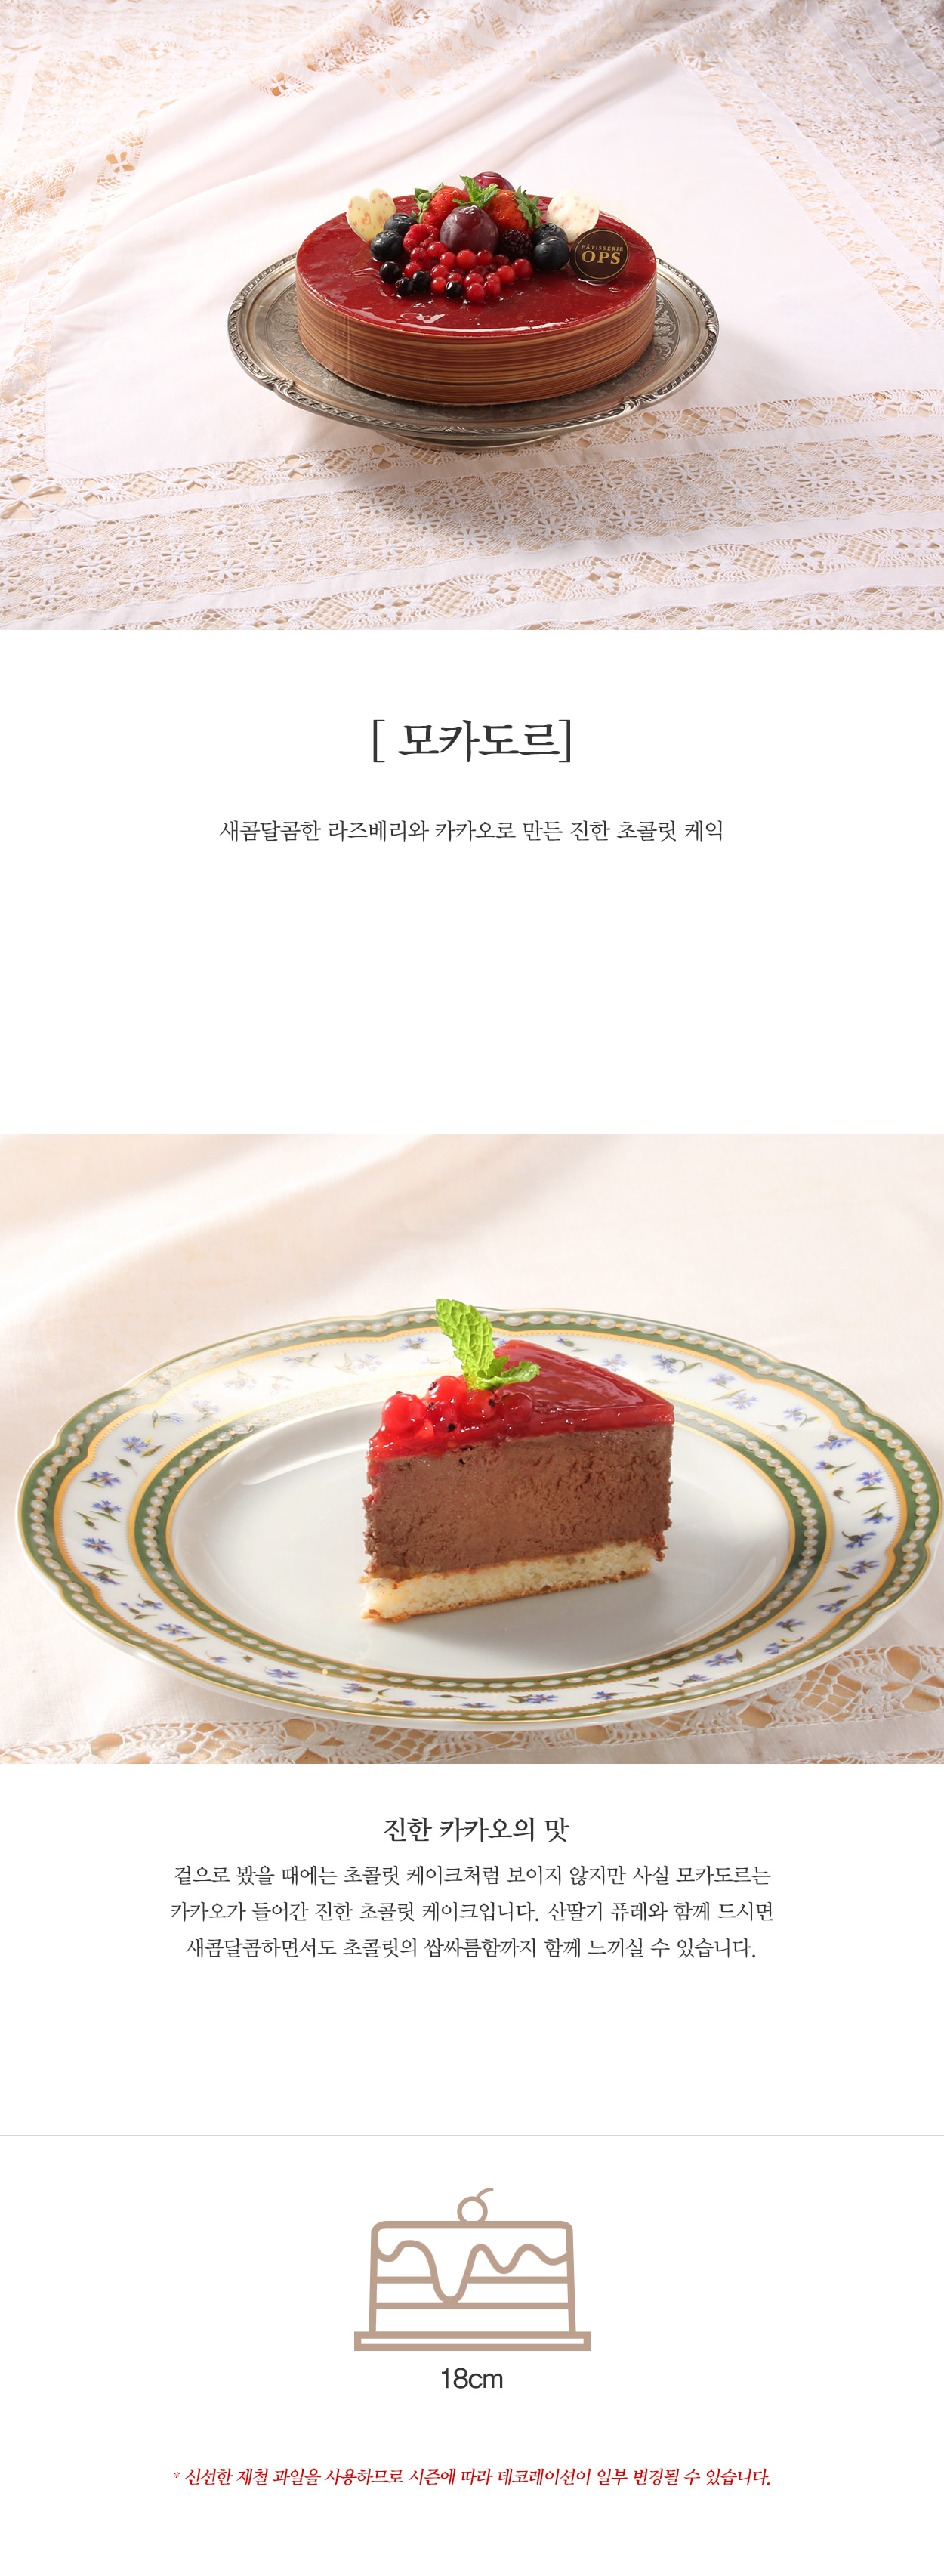 PÂTISSERIE
OPS
[ 모카도르]
새콤달콤한 라즈베리와 카카오로 만든 진한 초콜릿 케익
진한 카카오의 맛
겉으로 봤을 때에는 초콜릿 케이크처럼 보이지 않지만 사실 모카도르는
카카오가 들어간 진한 초콜릿 케이크입니다. 산딸기 퓨레와 함께 드시면
새콤달콤하면서도 초콜릿의 쌉싸름함까지 함께 느끼실 수 있습니다.
18cm
* 신선한 제철 과일을 사용하므로 시즌에 따라 데코레이션이 일부 변경될 수 있습니다.